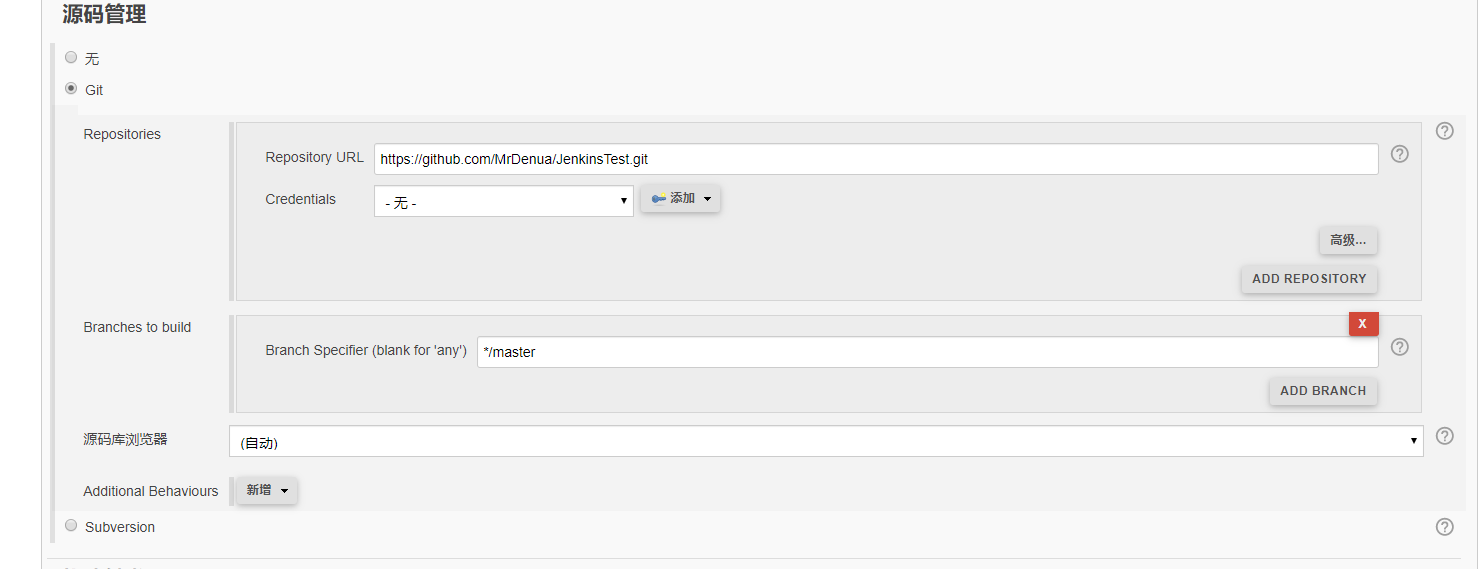 源码管理
无
Git
Repositories
Repository URL https://github.com/MrDenua/JenkinsTest.git
Credentials - 无 - 添加
高级...
ADD REPOSITORY
Branches to build
X
Branch Specifier (blank for 'any') */master
ADD BRANCH
源码库浏览器 (自动)
Additional Behaviours 新增
Subversion